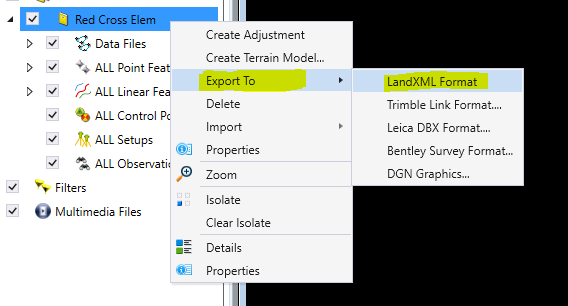 Red Cross Elem
Data Files
ALL Point Feat
ALL Linear Fea
ALL Control Po
ALL Setups
ALL Observation
Filters
Multimedia Files
Create Adjustment
Create Terrain Model...
Export To
Delete
Import
Properties
Zoom
Isolate
Clear Isolate
Details
Properties
LandXML Format
Trimble Link Format....
Leica DBX Format....
Bentley Survey Format...
DGN Graphics...